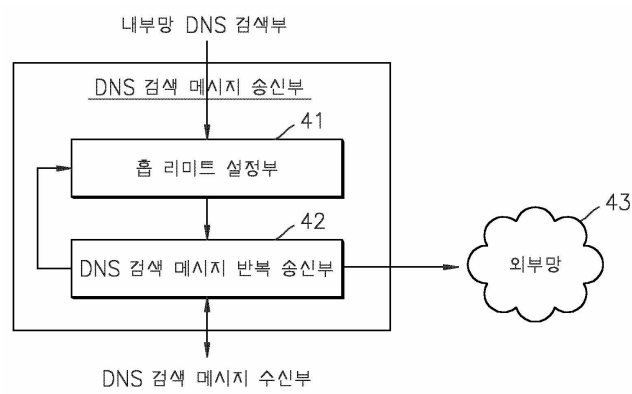 내부망 DNS 검색부
DNS 검색 메시지 송신부
41
홉 리미트 설정부
42
DNS 검색 메시지 반복 송신부
43
외부망
DNS 검색 메시지 수신부